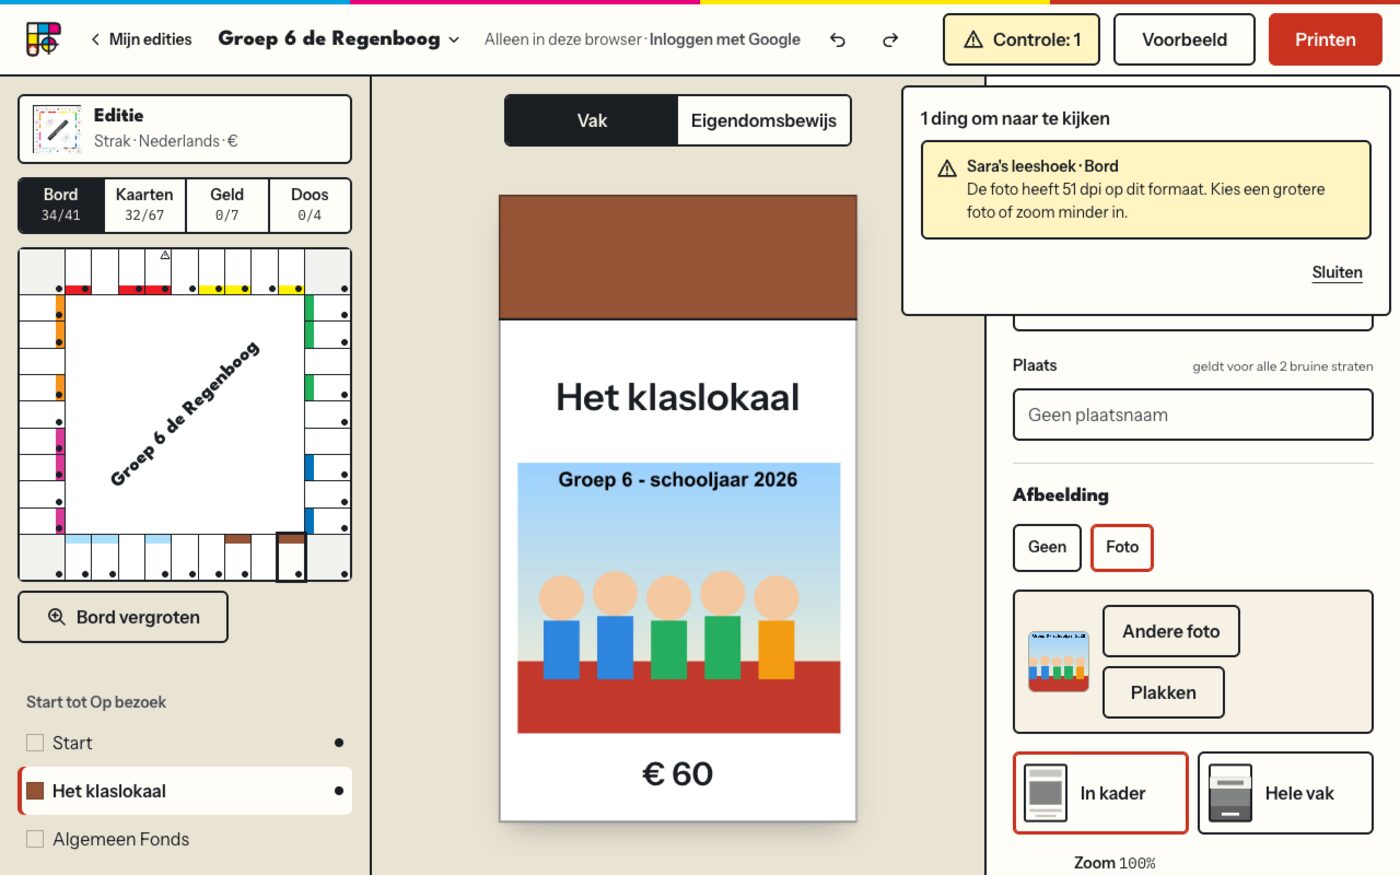 Mijn edities
Groep 6 de Regenboog
Alleen in deze browser · Inloggen met Google
Controle: 1
Voorbeeld
Printen
Editie
Strak · Nederlands · €
Bord
34/41
Kaarten
32/67
Geld
0/7
Doos
0/4
Groep 6 de Regenboog
Bord vergroten
Start tot Op bezoek
Start
Het klaslokaal
Algemeen Fonds
Vak
Eigendomsbewijs
Het klaslokaal
Groep 6 - schooljaar 2026
€ 60
1 ding om naar te kijken
Sara's leeshoek · Bord
De foto heeft 51 dpi op dit formaat. Kies een grotere
foto of zoom minder in.
Sluiten
Plaats
geldt voor alle 2 bruine straten
Geen plaatsnaam
Afbeelding
Geen
Foto
Andere foto
Plakken
In kader
Hele vak
Zoom 100%